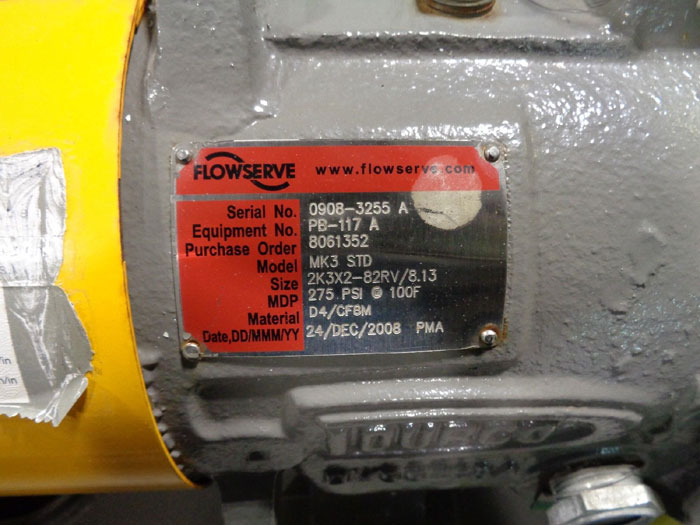 FLOWSERVE www.flowserve.com
Serial No. 0908-3255 A
Equipment No. PB-117 A
Purchase Order 8061352
Model MK3 STD
Size 2K3X2-82RV/8.13
MDP 275 PSI @ 100F
Material D4/CF8M
Date,DD/MMM/YY 24/DEC/2008 PMA